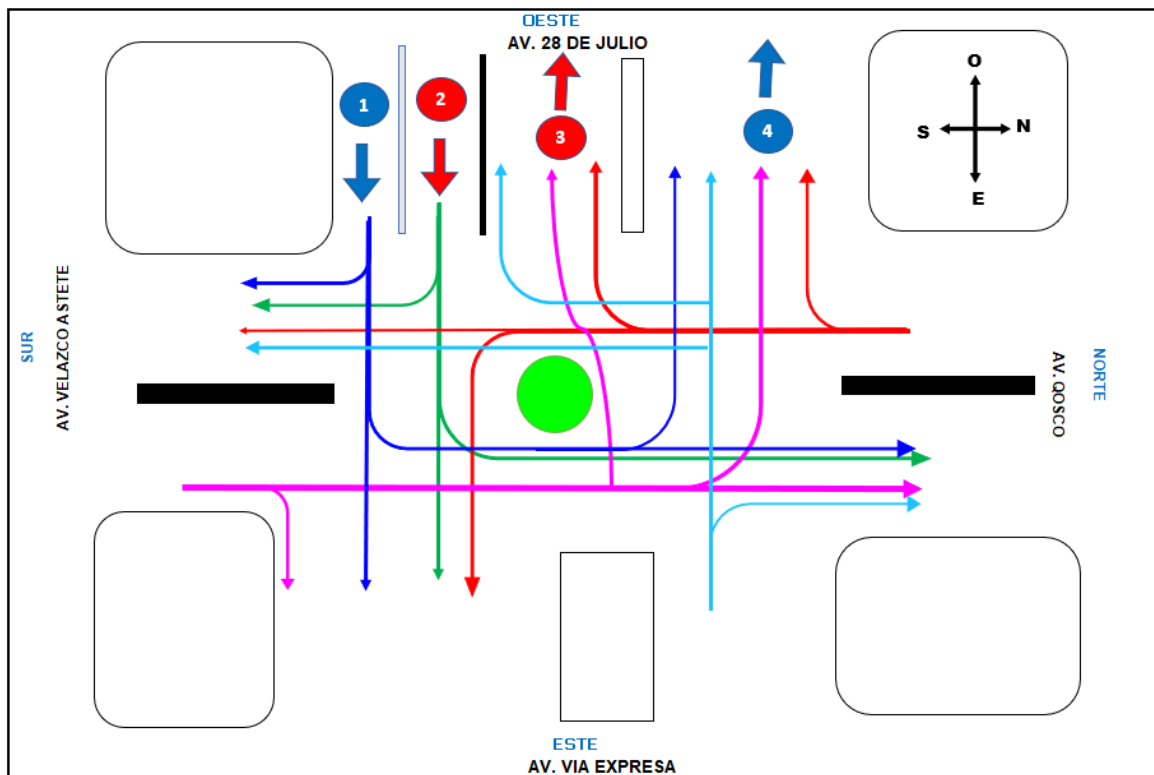 OESTE
AV. 28 DE JULIO
1
2
3
4
O
S
N
E
SUR
AV. VELAZCO ASTETE
NORTE
AV. QOSCO
ESTE
AV. VIA EXPRESA